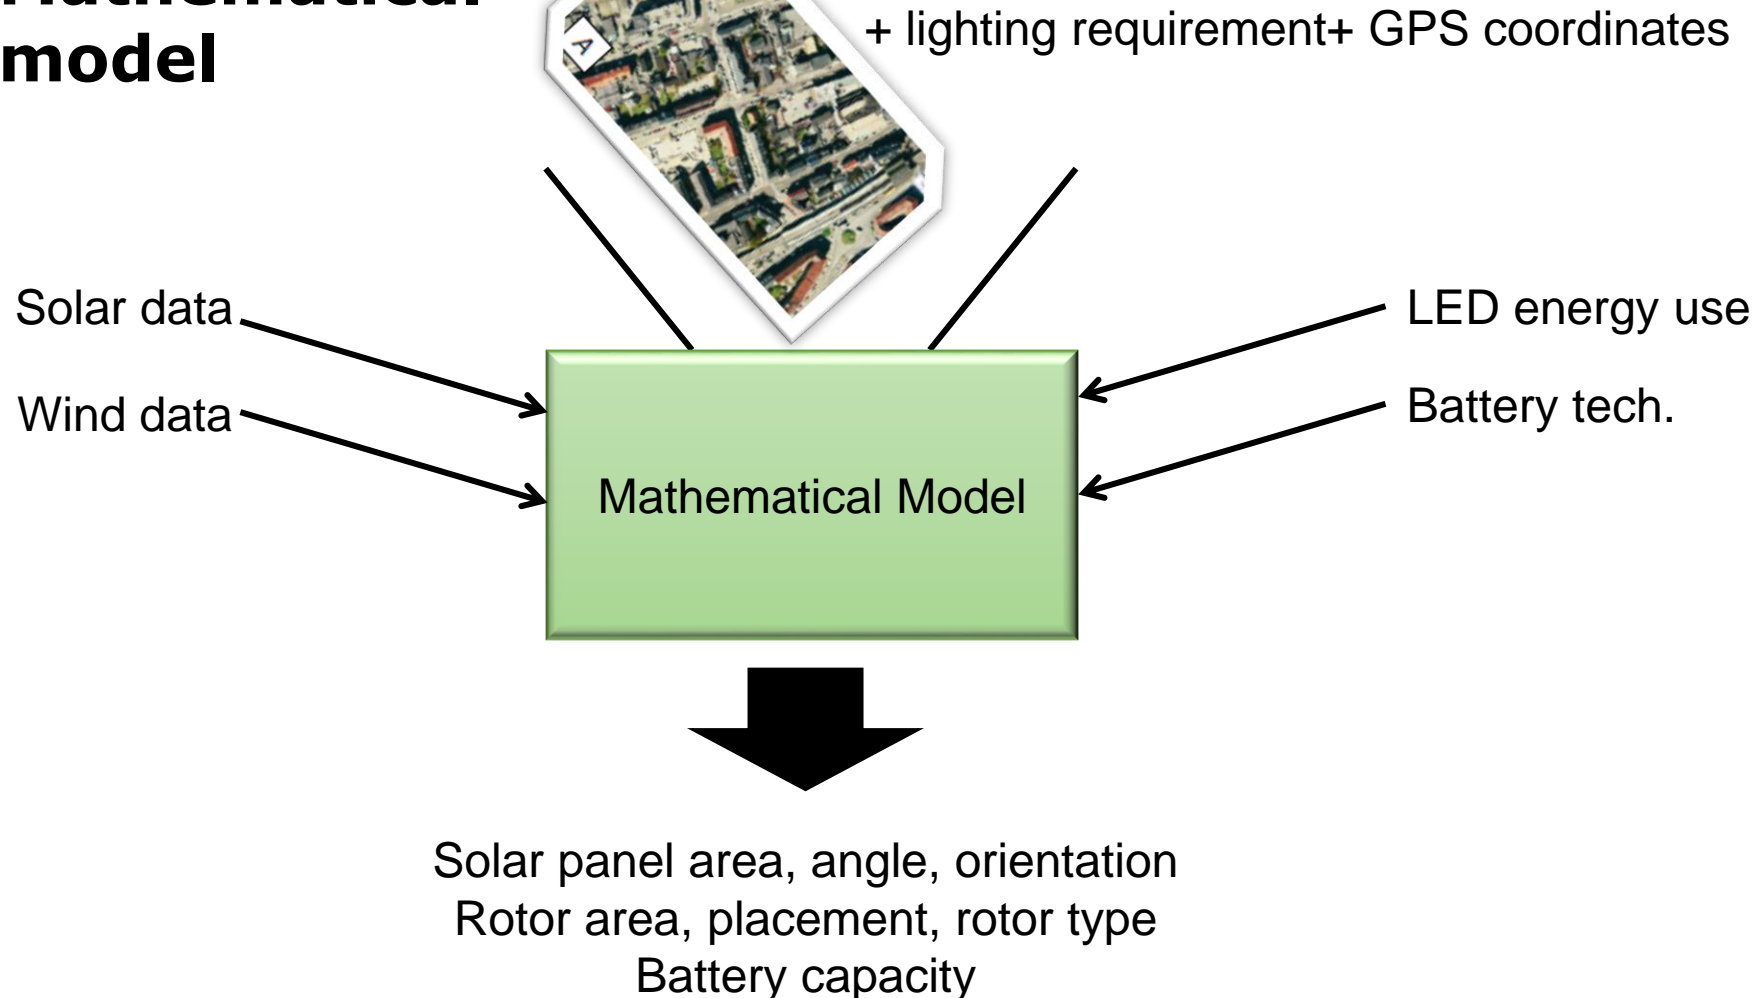 Mathematical
model
+ lighting requirement+ GPS coordinates
A
Solar data
Wind data
LED energy use
Battery tech.
Mathematical Model
Solar panel area, angle, orientation
Rotor area, placement, rotor type
Battery capacity